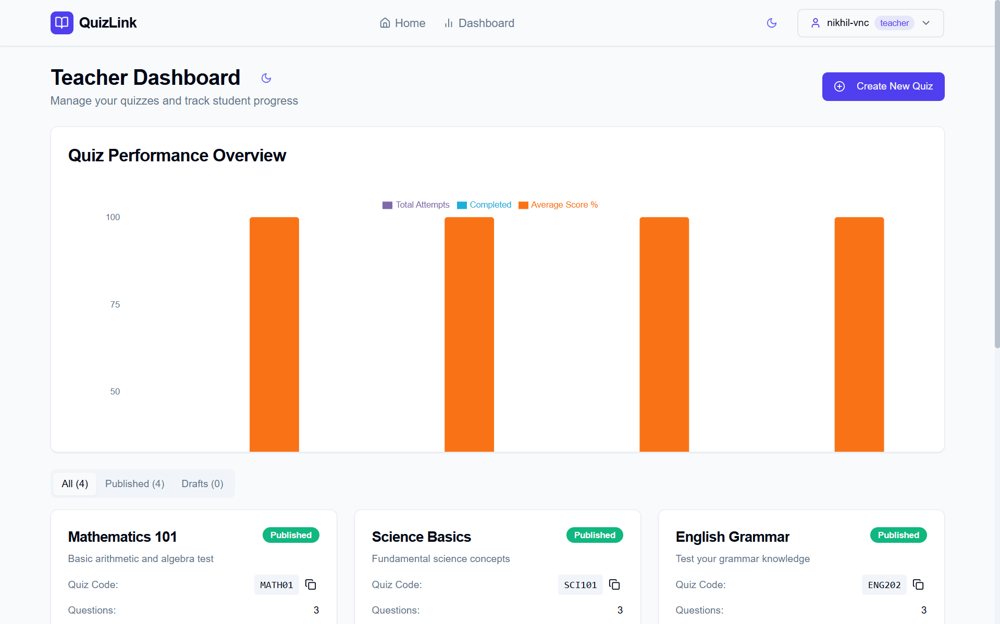 QuizLink
Home
Dashboard
nikhil-vnc
teacher
Teacher Dashboard
Manage your quizzes and track student progress
Create New Quiz
Quiz Performance Overview
Total Attempts
Completed
Average Score %
100
75
50
All (4)
Published (4)
Drafts (0)
Mathematics 101
Published
Basic arithmetic and algebra test
Quiz Code:
MATH01
Questions:
3
Science Basics
Published
Fundamental science concepts
Quiz Code:
SCI101
Questions:
3
English Grammar
Published
Test your grammar knowledge
Quiz Code:
ENG202
Questions:
3